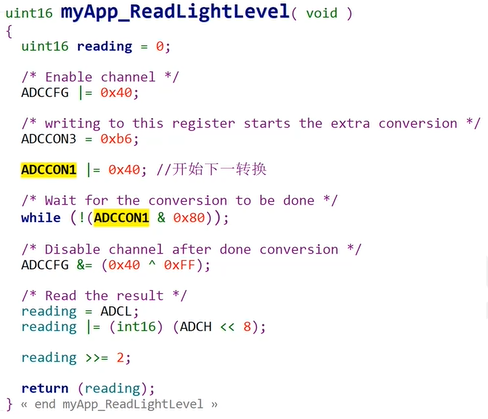 uint16 myApp_ReadLightLevel( void )
{
uint16 reading = 0;
/* Enable channel */
ADCCFG |= 0x40;
/* writing to this register starts the extra conversion */
ADCCON3 = 0xb6;
ADCCON1 |= 0x40; //开始下一转换
/* Wait for the conversion to be done */
while (!(ADCCON1 & 0x80));
/* Disable channel after done conversion */
ADCCFG &= (0x40 ^ 0xFF);
/* Read the result */
reading = ADCL;
reading |= (int16) (ADCH << 8);
reading >>= 2;
return (reading);
} « end myApp_ReadLightLevel »